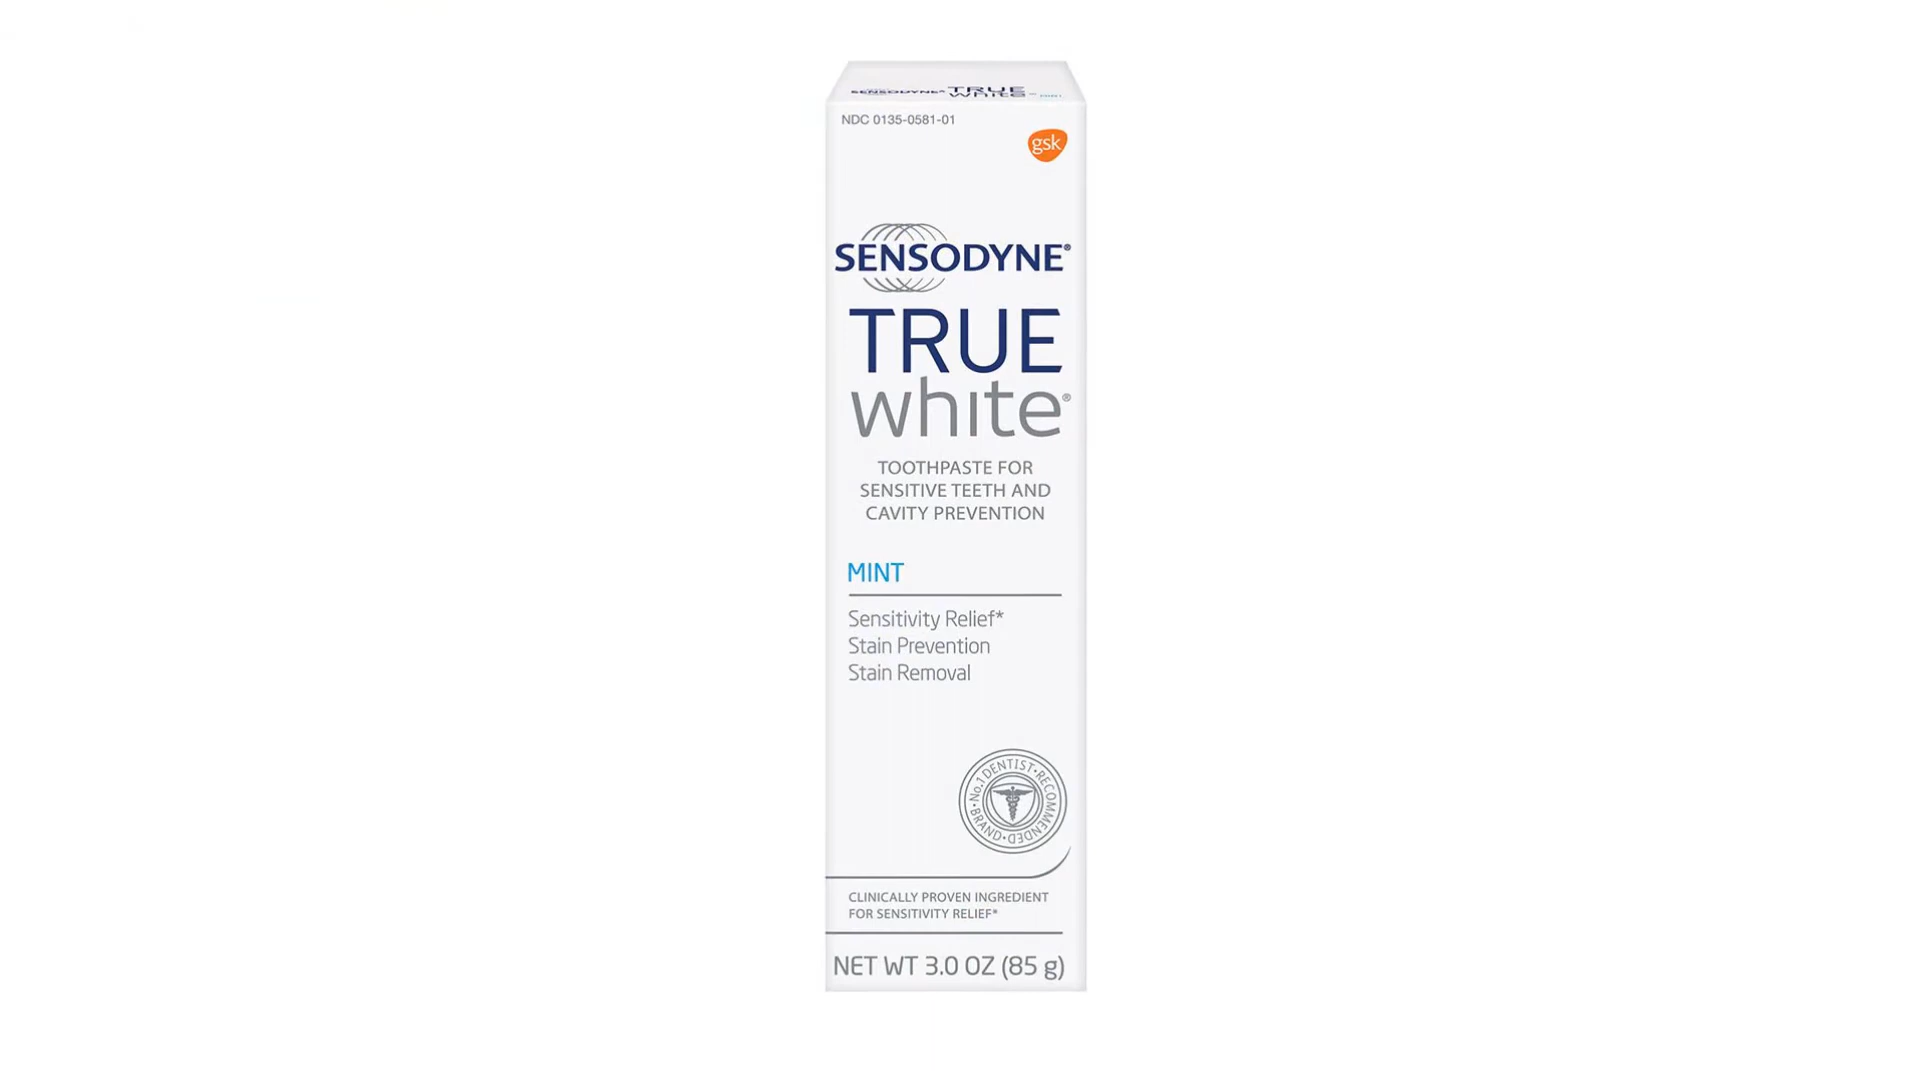 SENSODYNE® TRUE white® MINT
NDC 0135-0581-01
gsk
SENSODYNE®
TRUE
white®
TOOTHPASTE FOR
SENSITIVE TEETH AND
CAVITY PREVENTION
MINT
Sensitivity Relief*
Stain Prevention
Stain Removal
No.1 DENTIST•RECOMMENDED•BRAND•
CLINICALLY PROVEN INGREDIENT
FOR SENSITIVITY RELIEF*
NET WT 3.0 OZ (85 g)